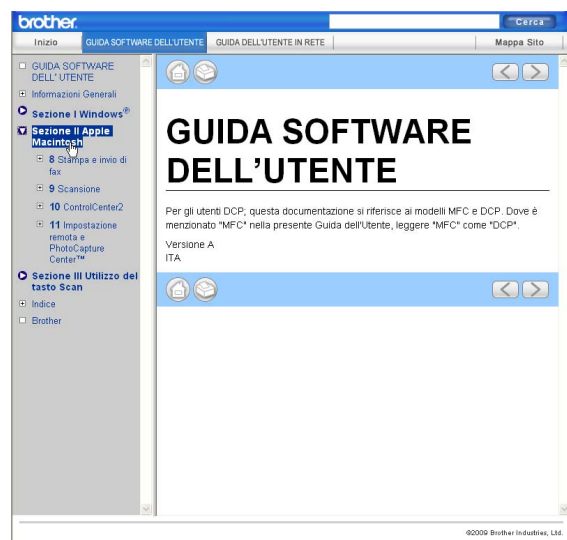 brother.
Cerca
Inizio
GUIDA SOFTWARE DELL'UTENTE
GUIDA DELL'UTENTE IN RETE
Mappa Sito
GUIDA SOFTWARE
DELL' UTENTE
Informazioni Generali
Sezione I Windows®
Sezione II Apple
Macintosh
8 Stampa e invio di
fax
9 Scansione
10 ControlCenter2
11 Impostazione
remota e
PhotoCapture
Center™
Sezione III Utilizzo del
tasto Scan
Indice
Brother
GUIDA SOFTWARE
DELL’UTENTE
Per gli utenti DCP; questa documentazione si riferisce ai modelli MFC e DCP. Dove è
menzionato "MFC" nella presente Guida dell'Utente, leggere "MFC" come "DCP".
Versione A
ITA
©2009 Brother Industries, Ltd.